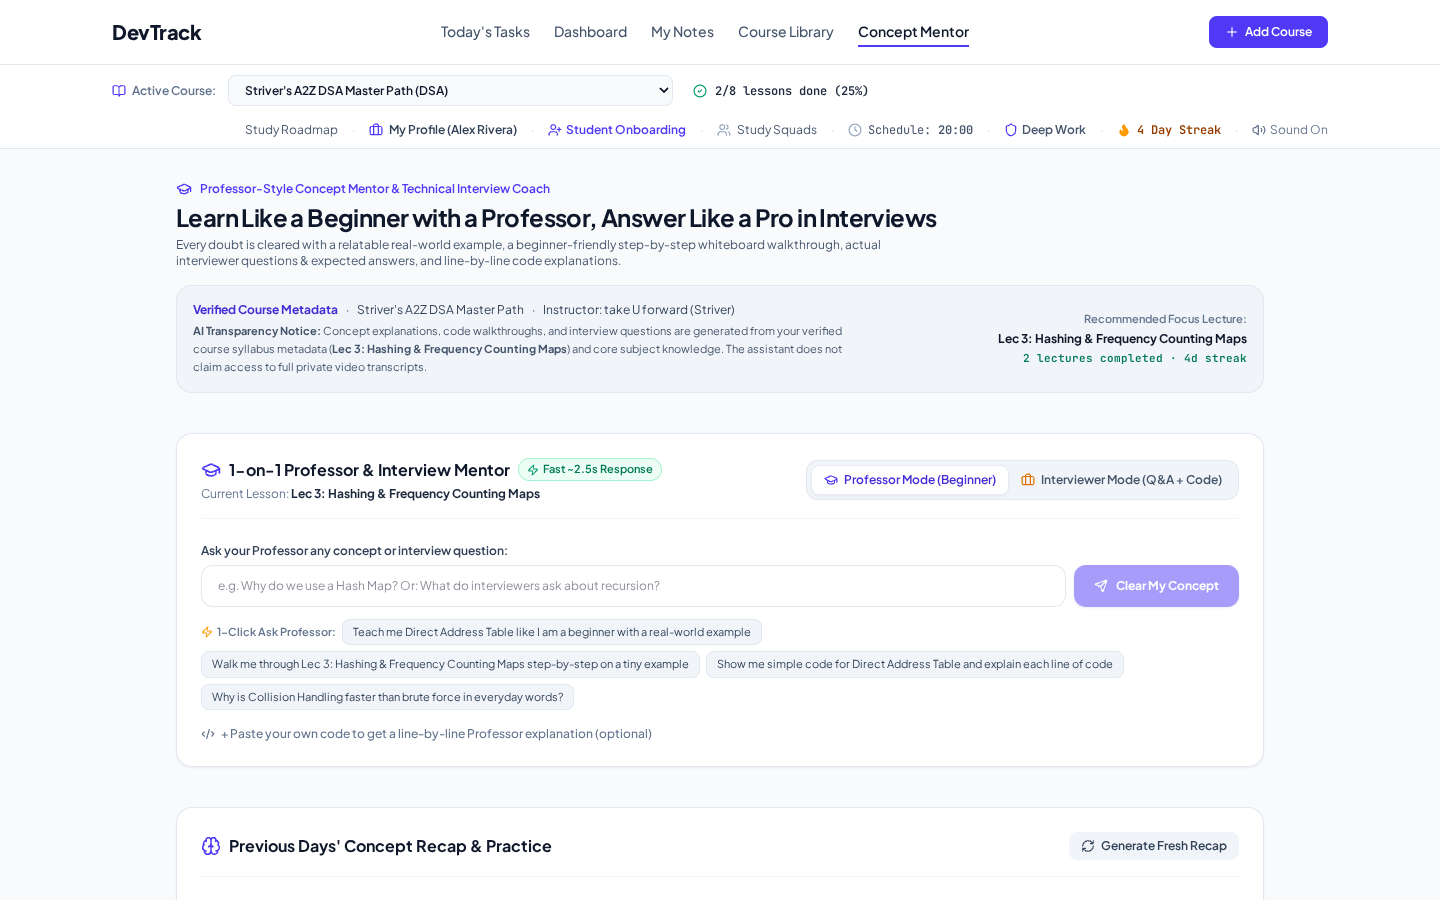 DevTrack
Today's Tasks
Dashboard
My Notes
Course Library
Concept Mentor
Add Course
Active Course:
Striver's A2Z DSA Master Path (DSA)
2/8 lessons done (25%)
Study Roadmap · My Profile (Alex Rivera) · Student Onboarding · Study Squads · Schedule: 20:00 · Deep Work · 4 Day Streak · Sound On
Professor-Style Concept Mentor & Technical Interview Coach
Learn Like a Beginner with a Professor, Answer Like a Pro in Interviews
Every doubt is cleared with a relatable real-world example, a beginner-friendly step-by-step whiteboard walkthrough, actual
interviewer questions & expected answers, and line-by-line code explanations.
Verified Course Metadata · Striver's A2Z DSA Master Path · Instructor: take U forward (Striver)
AI Transparency Notice: Concept explanations, code walkthroughs, and interview questions are generated from your verified
course syllabus metadata (Lec 3: Hashing & Frequency Counting Maps) and core subject knowledge. The assistant does not
claim access to full private video transcripts.
Recommended Focus Lecture:
Lec 3: Hashing & Frequency Counting Maps
2 lectures completed · 4d streak
1-on-1 Professor & Interview Mentor
Fast ~2.5s Response
Current Lesson: Lec 3: Hashing & Frequency Counting Maps
Professor Mode (Beginner)
Interviewer Mode (Q&A + Code)
Ask your Professor any concept or interview question:
e.g. Why do we use a Hash Map? Or: What do interviewers ask about recursion?
Clear My Concept
1-Click Ask Professor:
Teach me Direct Address Table like I am a beginner with a real-world example
Walk me through Lec 3: Hashing & Frequency Counting Maps step-by-step on a tiny example
Show me simple code for Direct Address Table and explain each line of code
Why is Collision Handling faster than brute force in everyday words?
+ Paste your own code to get a line-by-line Professor explanation (optional)
Previous Days' Concept Recap & Practice
Generate Fresh Recap